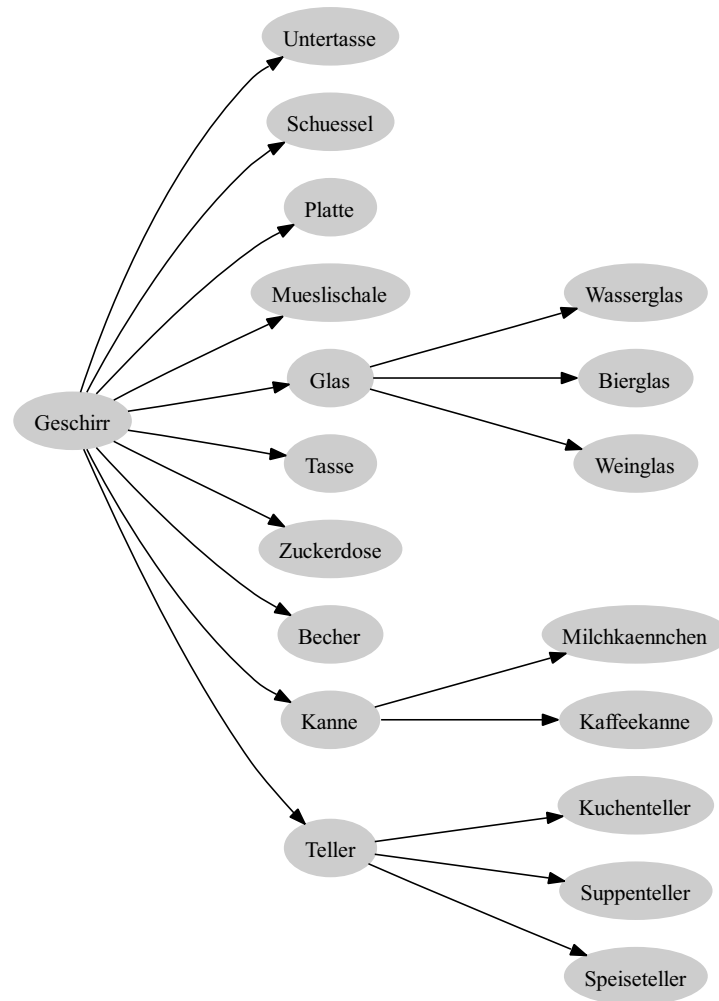 Untertasse
Schuessel
Platte
Mueslischale
Wasserglas
Glas
Bierglas
Geschirr
Tasse
Weinglas
Zuckerdose
Becher
Milchkaennchen
Kanne
Kaffeekanne
Kuchenteller
Teller
Suppenteller
Speiseteller